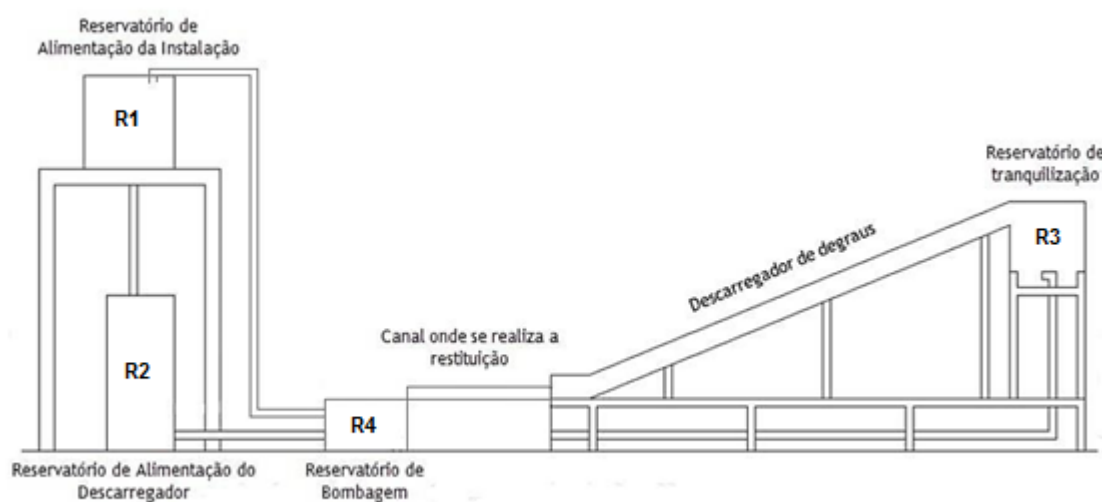 Reservatório de
Alimentação da Instalação
R1
Reservatório de
tranquilização
R3
Descarregador de degraus
Canal onde se realiza a
restituição
R2
R4
Reservatório de Alimentação do
Descarregador
Reservatório de
Bombagem